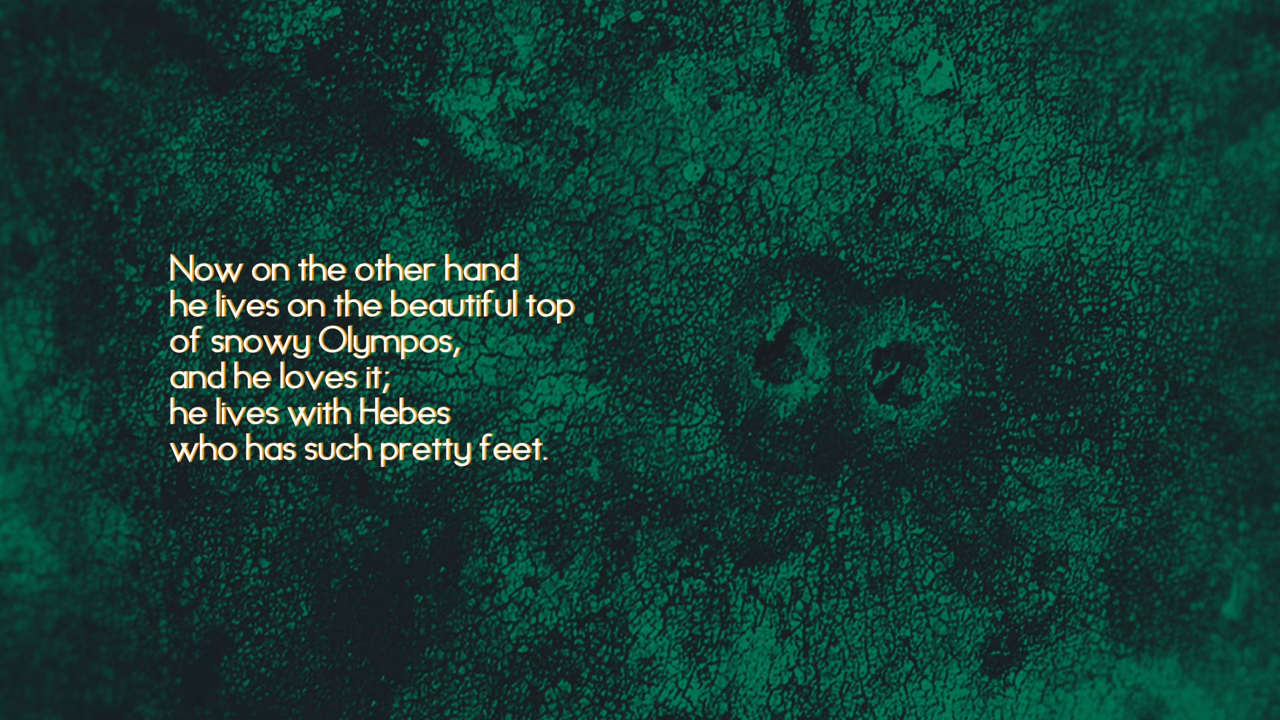 Now on the other hand
he lives on the beautiful top
of snowy Olympos,
and he loves it;
he lives with Hebes
who has such pretty feet.